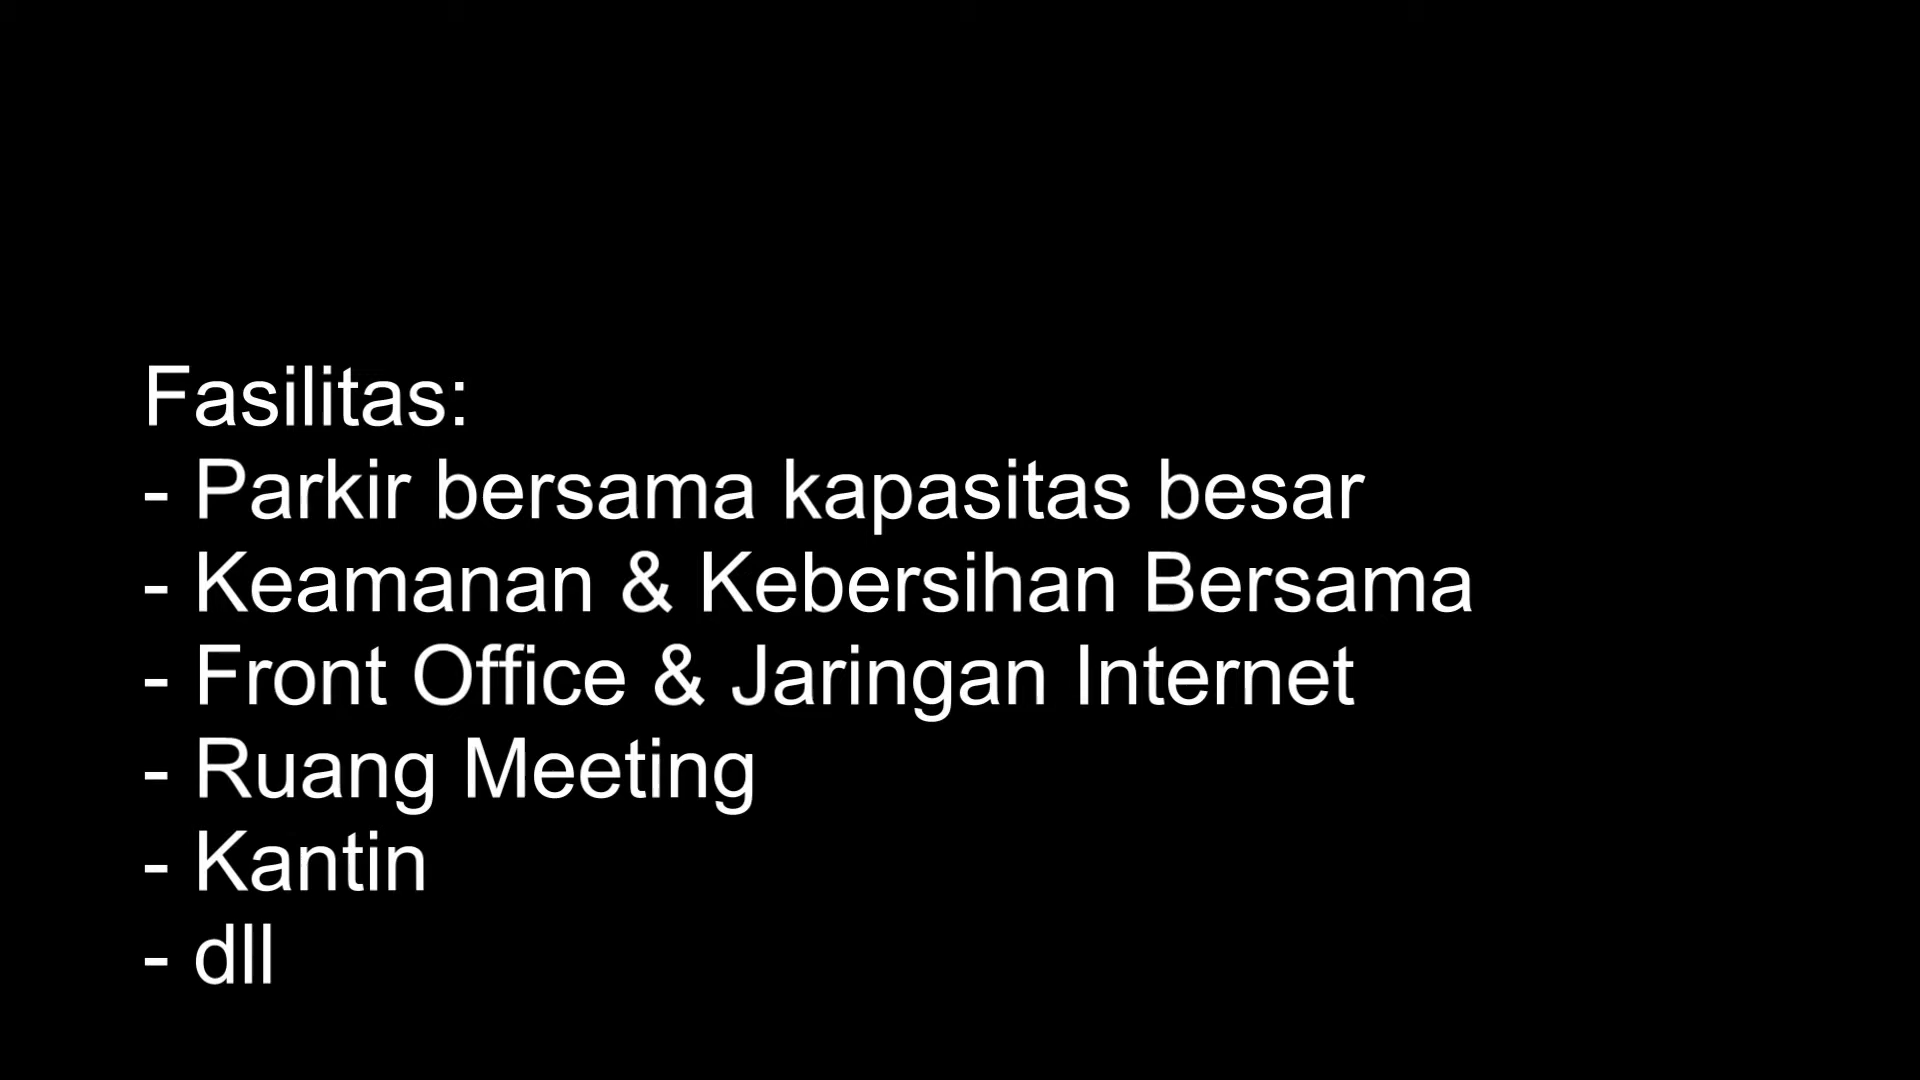 Fasilitas:
- Parkir bersama kapasitas besar
- Keamanan & Kebersihan Bersama
- Front Office & Jaringan Internet
- Ruang Meeting
- Kantin
- dll